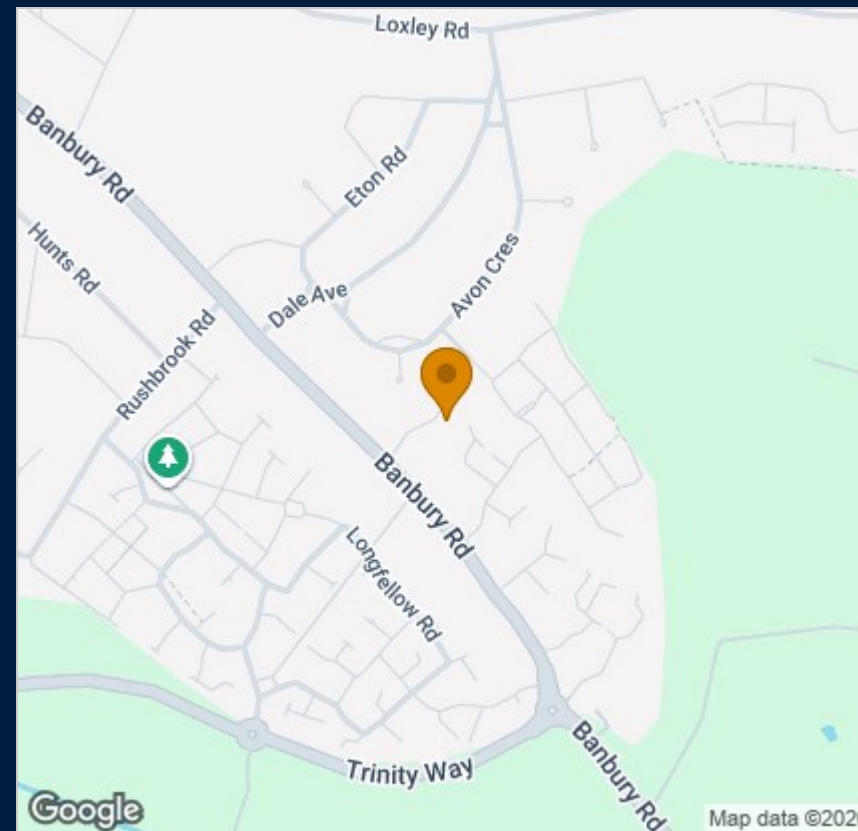 Loxley Rd
Banbury Rd
Eton Rd
Hunts Rd
Avon Cres
Dale Ave
Rushbrook Rd
Banbury Rd
Longfellow Rd
Banbury Rd
Trinity Way
Google
Map data ©2026